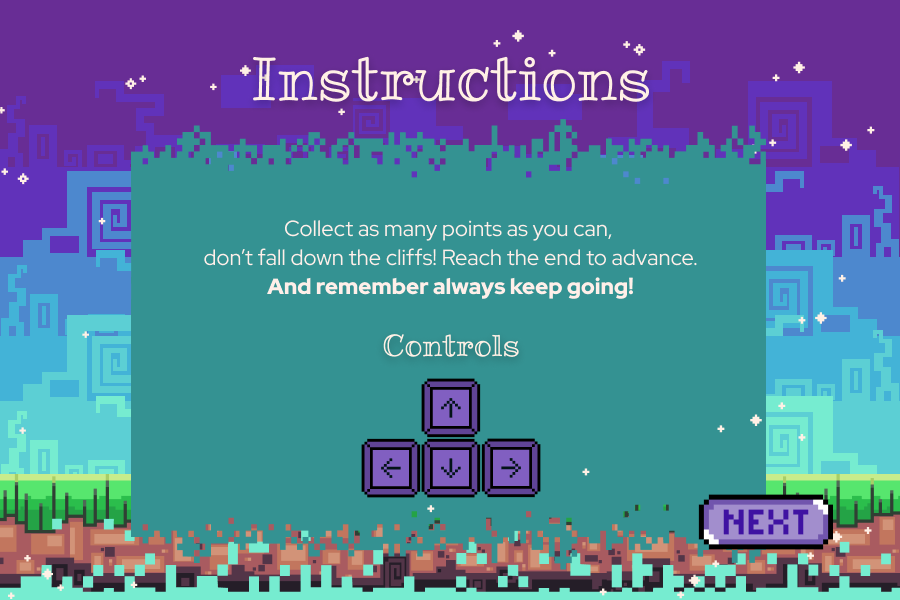 Instructions
Collect as many points as you can,
don’t fall down the cliffs! Reach the end to advance.
And remember always keep going!
Controls
↑
← ↓ →
NEXT